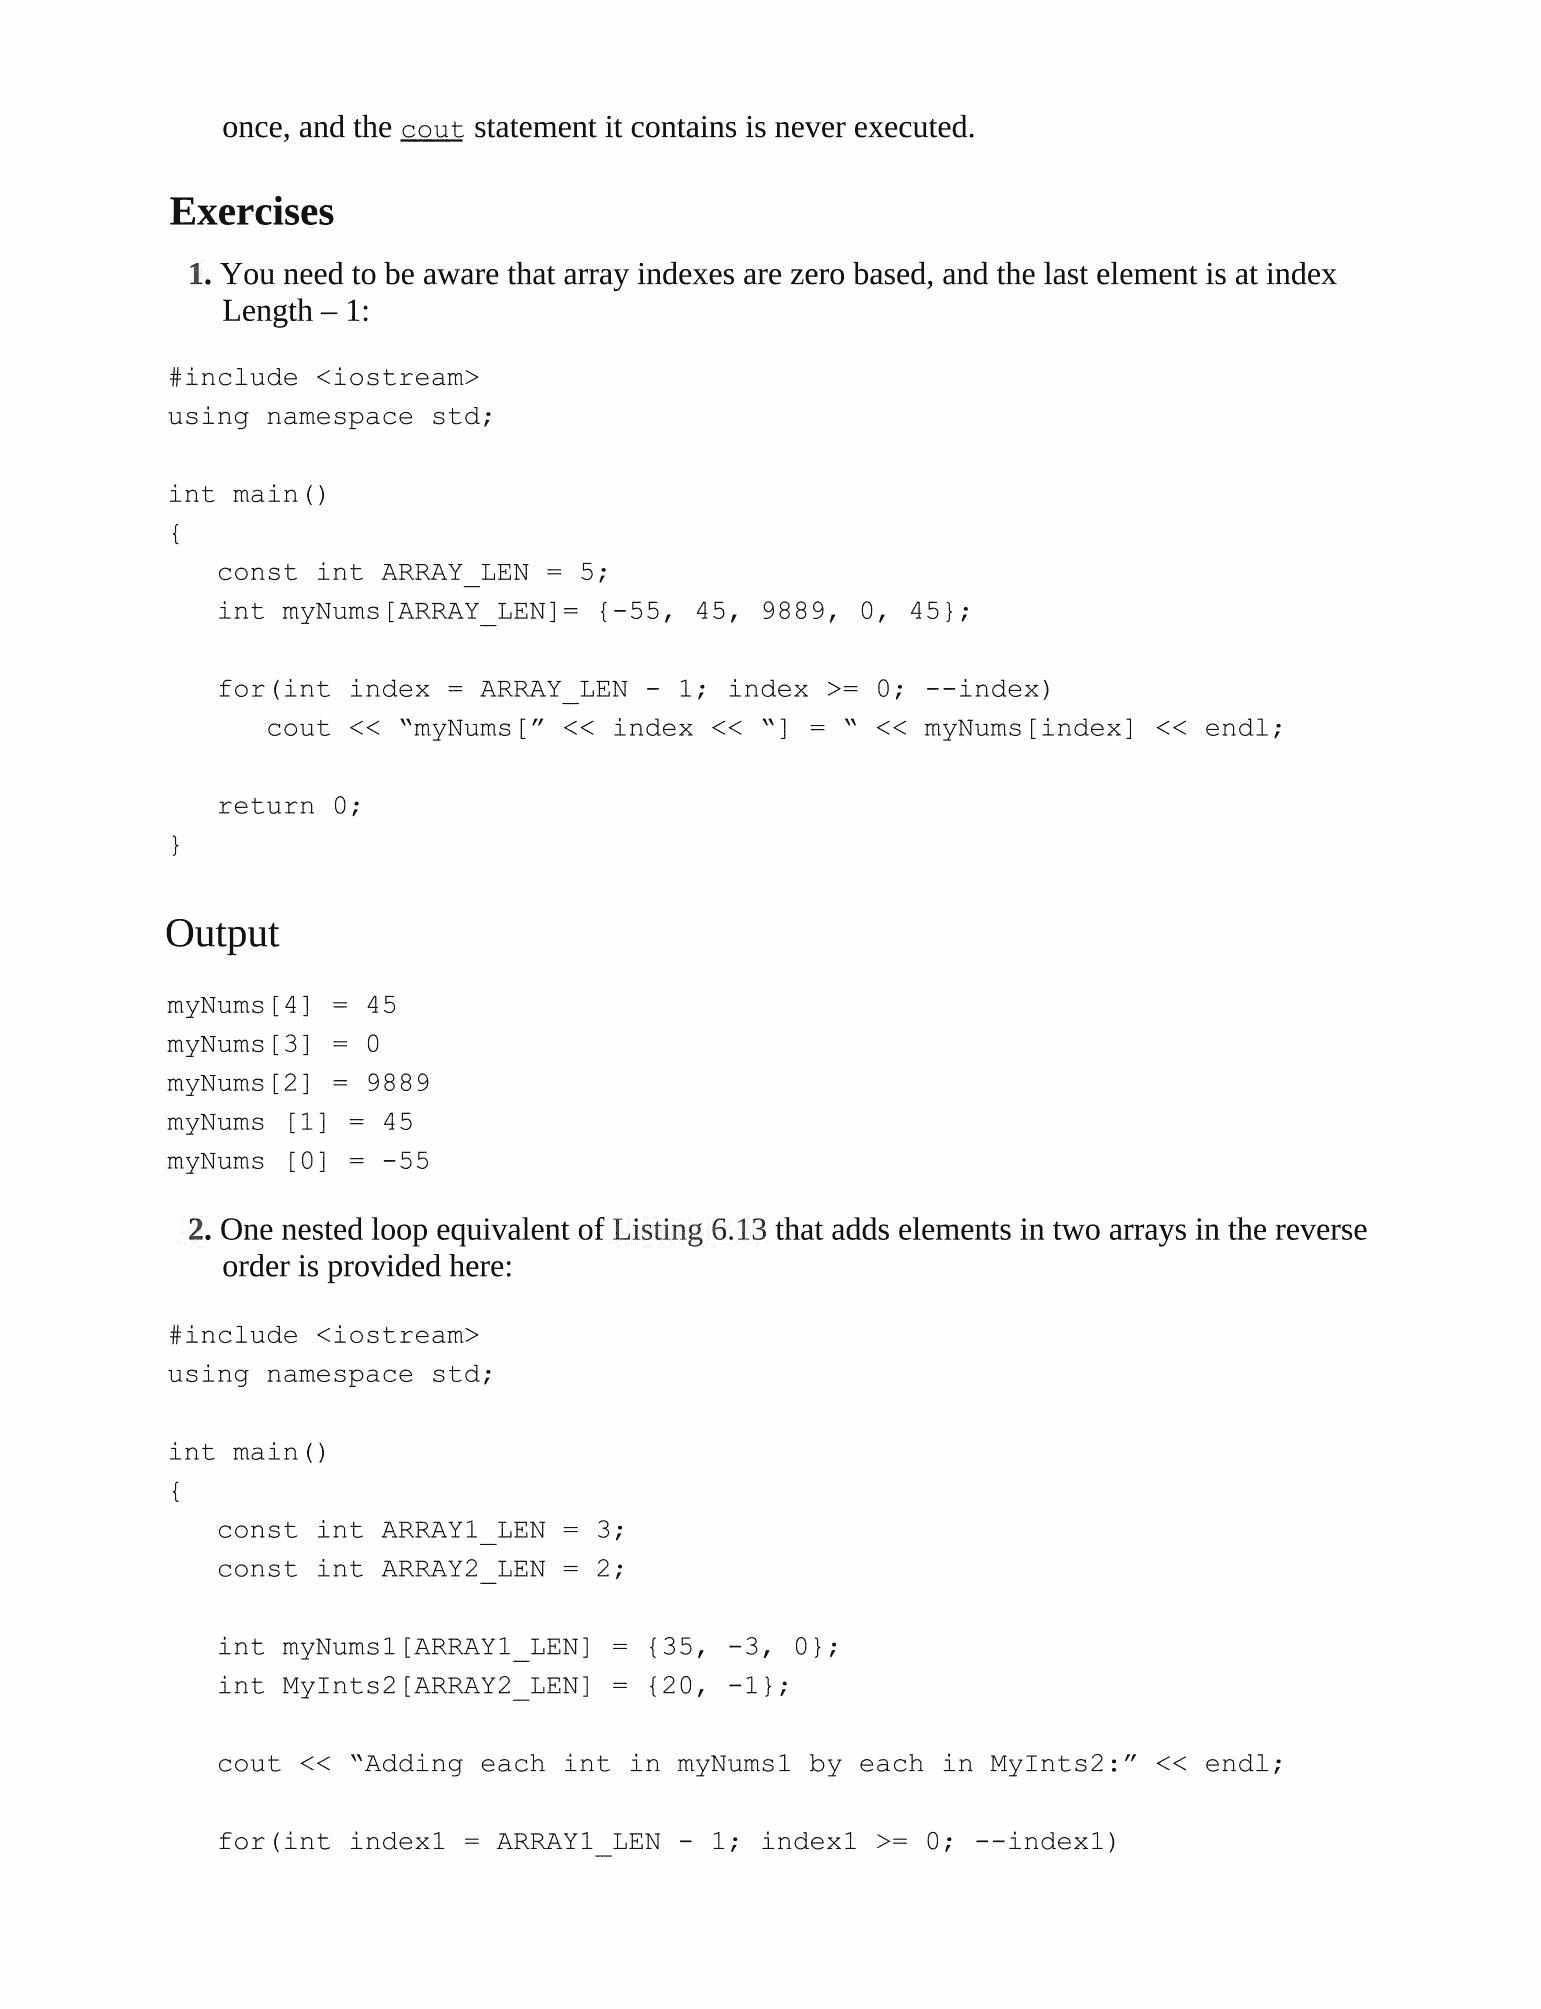 once, and the cout statement it contains is never executed.
Exercises
1. You need to be aware that array indexes are zero based, and the last element is at index
Length – 1:
#include <iostream>
using namespace std;
int main()
{
   const int ARRAY_LEN = 5;
   int myNums[ARRAY_LEN]= {-55, 45, 9889, 0, 45};
   for(int index = ARRAY_LEN - 1; index >= 0; --index)
      cout << “myNums[” << index << “] = “ << myNums[index] << endl;
   return 0;
}
Output
myNums[4] = 45
myNums[3] = 0
myNums[2] = 9889
myNums [1] = 45
myNums [0] = -55
2. One nested loop equivalent of Listing 6.13 that adds elements in two arrays in the reverse
order is provided here:
#include <iostream>
using namespace std;
int main()
{
   const int ARRAY1_LEN = 3;
   const int ARRAY2_LEN = 2;
   int myNums1[ARRAY1_LEN] = {35, -3, 0};
   int MyInts2[ARRAY2_LEN] = {20, -1};
   cout << “Adding each int in myNums1 by each in MyInts2:” << endl;
   for(int index1 = ARRAY1_LEN - 1; index1 >= 0; --index1)